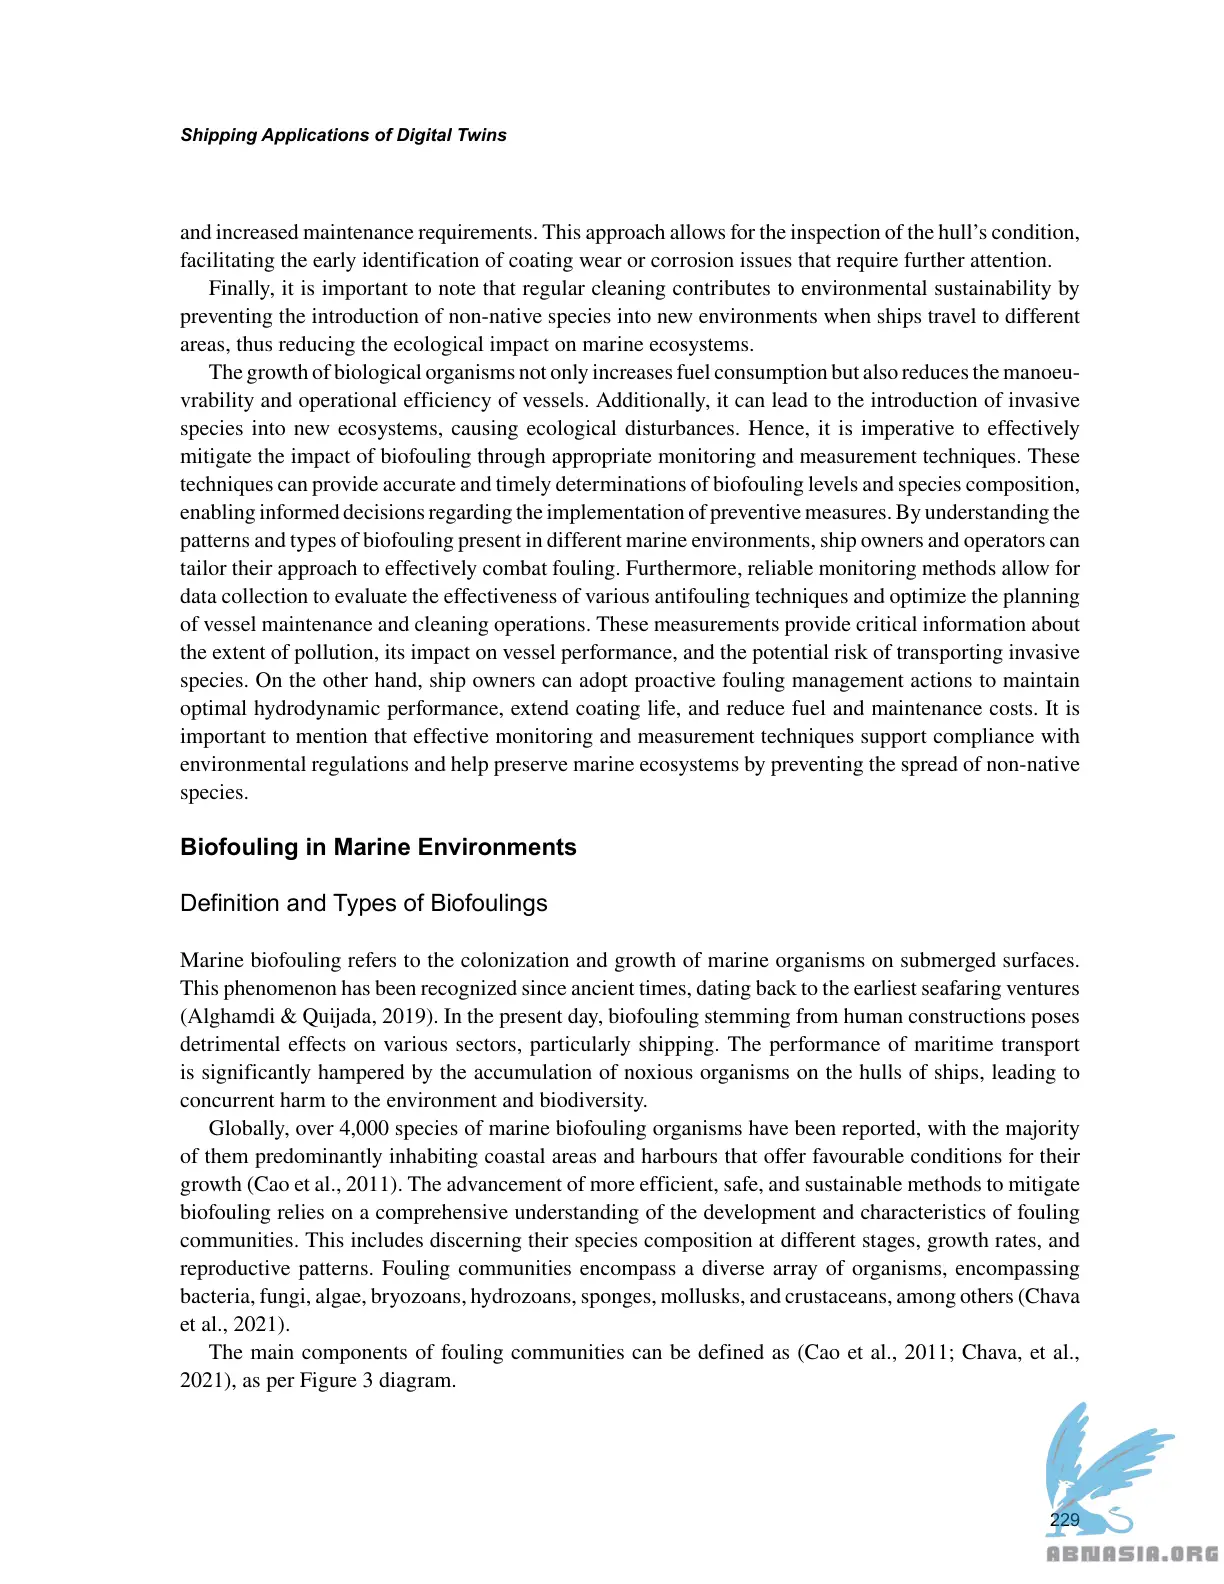 Shipping Applications of Digital Twins
and increased maintenance requirements. This approach allows for the inspection of the hull’s condition,
facilitating the early identification of coating wear or corrosion issues that require further attention.
Finally, it is important to note that regular cleaning contributes to environmental sustainability by
preventing the introduction of non-native species into new environments when ships travel to different
areas, thus reducing the ecological impact on marine ecosystems.
The growth of biological organisms not only increases fuel consumption but also reduces the manoeu-
vrability and operational efficiency of vessels. Additionally, it can lead to the introduction of invasive
species into new ecosystems, causing ecological disturbances. Hence, it is imperative to effectively
mitigate the impact of biofouling through appropriate monitoring and measurement techniques. These
techniques can provide accurate and timely determinations of biofouling levels and species composition,
enabling informed decisions regarding the implementation of preventive measures. By understanding the
patterns and types of biofouling present in different marine environments, ship owners and operators can
tailor their approach to effectively combat fouling. Furthermore, reliable monitoring methods allow for
data collection to evaluate the effectiveness of various antifouling techniques and optimize the planning
of vessel maintenance and cleaning operations. These measurements provide critical information about
the extent of pollution, its impact on vessel performance, and the potential risk of transporting invasive
species. On the other hand, ship owners can adopt proactive fouling management actions to maintain
optimal hydrodynamic performance, extend coating life, and reduce fuel and maintenance costs. It is
important to mention that effective monitoring and measurement techniques support compliance with
environmental regulations and help preserve marine ecosystems by preventing the spread of non-native
species.
Biofouling in Marine Environments
Definition and Types of Biofoulings
Marine biofouling refers to the colonization and growth of marine organisms on submerged surfaces.
This phenomenon has been recognized since ancient times, dating back to the earliest seafaring ventures
(Alghamdi & Quijada, 2019). In the present day, biofouling stemming from human constructions poses
detrimental effects on various sectors, particularly shipping. The performance of maritime transport
is significantly hampered by the accumulation of noxious organisms on the hulls of ships, leading to
concurrent harm to the environment and biodiversity.
Globally, over 4,000 species of marine biofouling organisms have been reported, with the majority
of them predominantly inhabiting coastal areas and harbours that offer favourable conditions for their
growth (Cao et al., 2011). The advancement of more efficient, safe, and sustainable methods to mitigate
biofouling relies on a comprehensive understanding of the development and characteristics of fouling
communities. This includes discerning their species composition at different stages, growth rates, and
reproductive patterns. Fouling communities encompass a diverse array of organisms, encompassing
bacteria, fungi, algae, bryozoans, hydrozoans, sponges, mollusks, and crustaceans, among others (Chava
et al., 2021).
The main components of fouling communities can be defined as (Cao et al., 2011; Chava, et al.,
2021), as per Figure 3 diagram.
229
ABNASIA.ORG